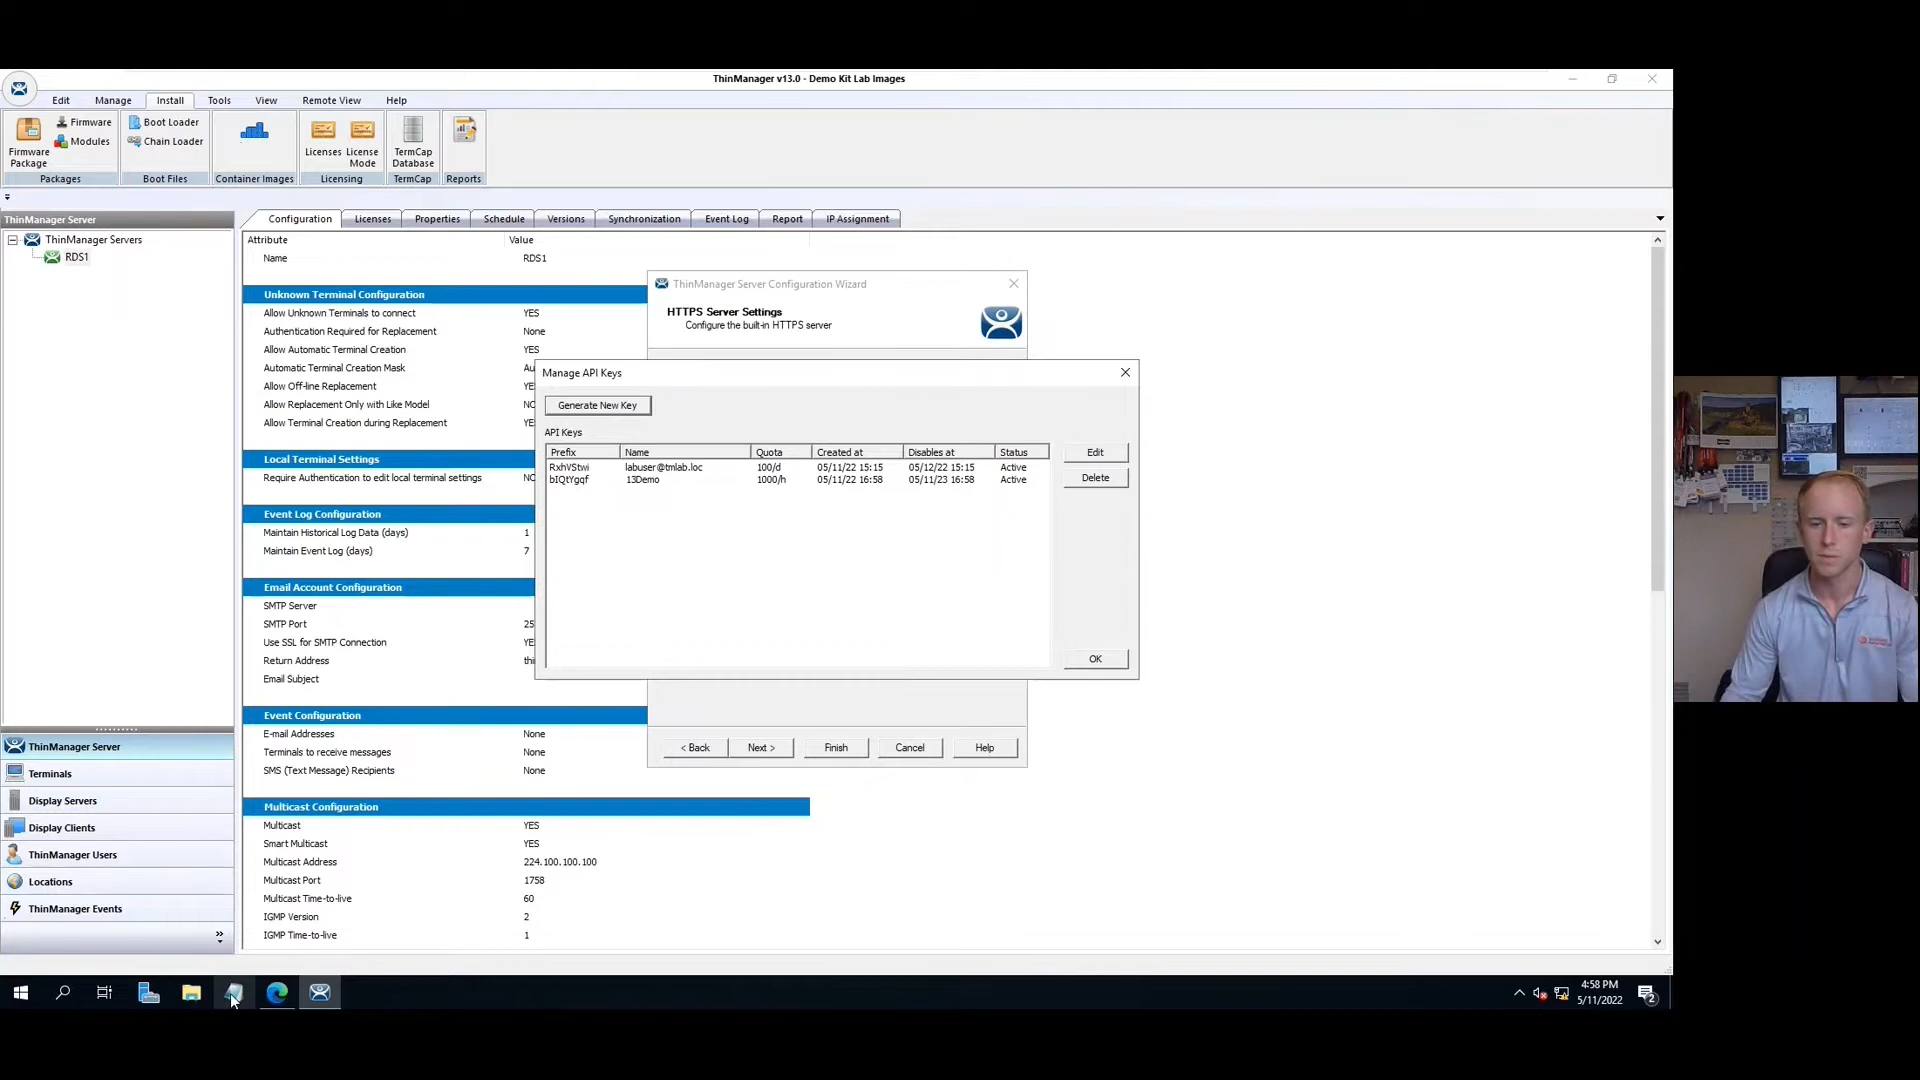 ThinManager v13.0 - Demo Kit Lab Images
Edit Manage Install Tools View Remote View Help
Firmware Package
Firmware
Modules
Packages
Boot Loader
Chain Loader
Boot Files
Container Images
Licenses
License Mode
Licensing
TermCap Database
TermCap
Reports
ThinManager Server
ThinManager Servers
RDS1
Configuration Licenses Properties Schedule Versions Synchronization Event Log Report IP Assignment
Attribute Value
Name RDS1
Unknown Terminal Configuration
Allow Unknown Terminals to connect YES
Authentication Required for Replacement None
Allow Automatic Terminal Creation YES
Automatic Terminal Creation Mask Au
Allow Off-line Replacement YE
Allow Replacement Only with Like Model NO
Allow Terminal Creation during Replacement YE
Local Terminal Settings
Require Authentication to edit local terminal settings NO
Event Log Configuration
Maintain Historical Log Data (days) 1
Maintain Event Log (days) 7
Email Account Configuration
SMTP Server
SMTP Port 25
Use SSL for SMTP Connection YE
Return Address thi
Email Subject
Event Configuration
E-mail Addresses None
Terminals to receive messages None
SMS (Text Message) Recipients None
Multicast Configuration
Multicast YES
Smart Multicast YES
Multicast Address 224.100.100.100
Multicast Port 1758
Multicast Time-to-live 60
IGMP Version 2
IGMP Time-to-live 1
ThinManager Server Configuration Wizard
HTTPS Server Settings
Configure the built-in HTTPS server
Manage API Keys
Generate New Key
API Keys
Prefix Name Quota Created at Disables at Status
RxhVStwi labuser@tmlab.loc 100/d 05/11/22 15:15 05/12/22 15:15 Active
bIQtYgqf 13Demo 1000/h 05/11/22 16:58 05/11/23 16:58 Active
Edit
Delete
OK
< Back Next > Finish Cancel Help
ThinManager Server
Terminals
Display Servers
Display Clients
ThinManager Users
Locations
ThinManager Events
4:58 PM
5/11/2022
2